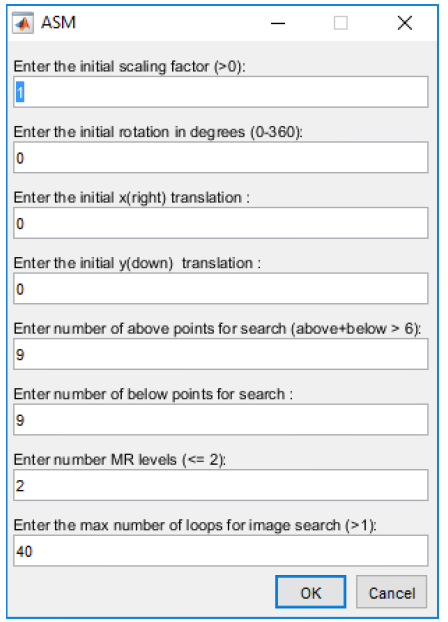 ASM
Enter the initial scaling factor (>0):
1
Enter the initial rotation in degrees (0-360):
0
Enter the initial x(right) translation :
0
Enter the initial y(down)  translation :
0
Enter number of above points for search (above+below > 6):
9
Enter number of below points for search :
9
Enter number MR levels (<= 2):
2
Enter the max number of loops for image search (>1):
40
OK Cancel